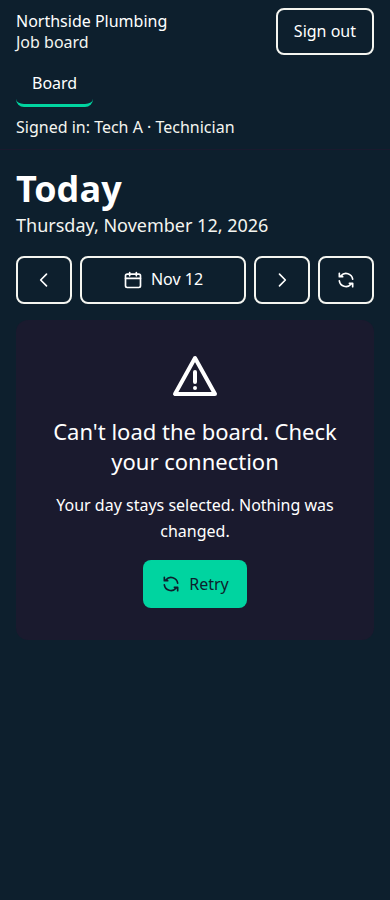 Northside Plumbing
Job board
Sign out
Board
Signed in: Tech A · Technician
Today
Thursday, November 12, 2026
Nov 12
Can't load the board. Check
your connection
Your day stays selected. Nothing was
changed.
Retry